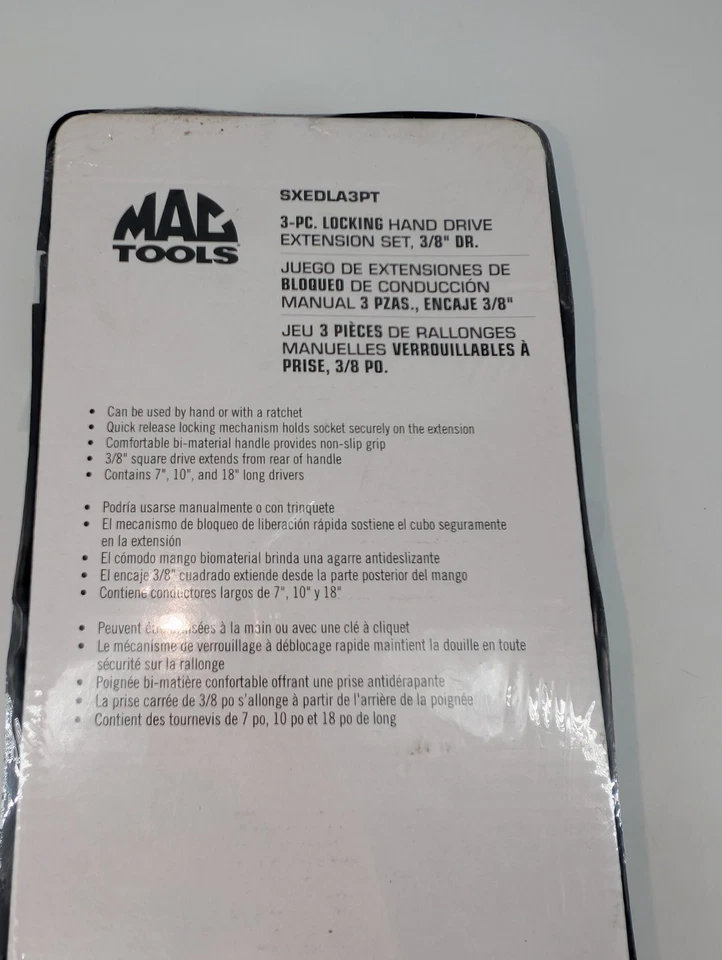 MAC
TOOLS
SXEDLA3PT
3-PC. LOCKING HAND DRIVE
EXTENSION SET, 3/8" DR.
JUEGO DE EXTENSIONES DE
BLOQUEO DE CONDUCCIÓN
MANUAL 3 PZAS., ENCAJE 3/8"
JEU 3 PIÈCES DE RALLONGES
MANUELLES VERROUILLABLES À
PRISE, 3/8 PO.
• Can be used by hand or with a ratchet
• Quick release locking mechanism holds socket securely on the extension
• Comfortable bi-material handle provides non-slip grip
• 3/8" square drive extends from rear of handle
• Contains 7", 10", and 18" long drivers
• Podría usarse manualmente o con trinquete
• El mecanismo de bloqueo de liberación rápida sostiene el cubo seguramente
en la extensión
• El cómodo mango biomaterial brinda una agarre antideslizante
• El encaje 3/8" cuadrado extiende desde la parte posterior del mango
• Contiene conductores largos de 7", 10" y 18"
• Peuvent à la main ou avec une clé à cliquet
• Le mécanisme de verrouillage à déblocage rapide maintient la douille en toute
sécurité sur la rallonge
• Poignée bi-matière confortable offrant une prise antidérapante
• La prise carrée de 3/8 po s'allonge à partir de l'arrière de la poignée
• Contient des tournevis de 7 po, 10 po et 18 po de long